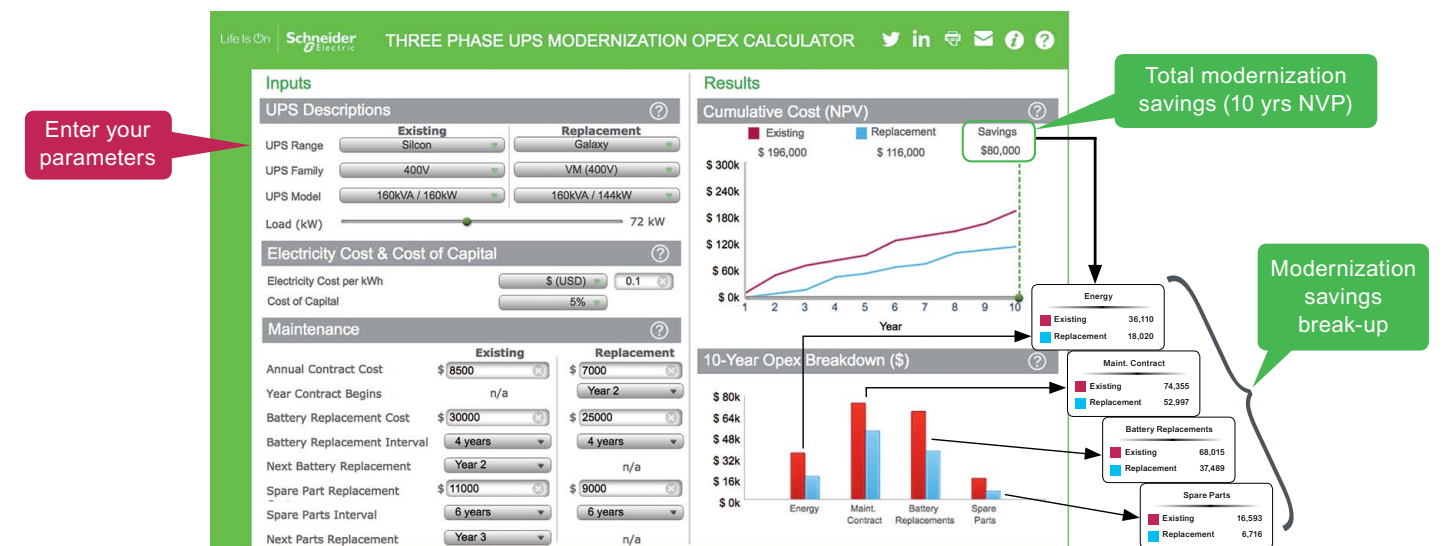 Life Is On Schneider Electric
THREE PHASE UPS MODERNIZATION OPEX CALCULATOR
Enter your
parameters
Inputs
UPS Descriptions
Existing Replacement
UPS Range Silcon Galaxy
UPS Family 400V VM (400V)
UPS Model 160kVA / 160kW 160kVA / 144kW
Load (kW) 72 kW
Electricity Cost & Cost of Capital
Electricity Cost per kWh $ (USD) 0.1
Cost of Capital 5%
Maintenance
Existing Replacement
Annual Contract Cost $ 8500 $ 7000
Year Contract Begins n/a Year 2
Battery Replacement Cost $ 30000 $ 25000
Battery Replacement Interval 4 years 4 years
Next Battery Replacement Year 2 n/a
Spare Part Replacement $ 11000 $ 9000
Spare Parts Interval 6 years 6 years
Next Parts Replacement Year 3 n/a
Results
Cumulative Cost (NPV)
Existing Replacement Savings
$ 196,000 $ 116,000 $80,000
$ 300k
$ 240k
$ 180k
$ 120k
$ 60k
$ 0k
1 2 3 4 5 6 7 8 9 10
Year
10-Year Opex Breakdown ($)
$ 80k
$ 64k
$ 48k
$ 32k
$ 16k
$ 0k
Energy Maint. Contract Battery Replacements Spare Parts
Total modernization
savings (10 yrs NVP)
Modernization
savings
break-up
Energy
Existing 36,110
Replacement 18,020
Maint. Contract
Existing 74,355
Replacement 52,997
Battery Replacements
Existing 68,015
Replacement 37,489
Spare Parts
Existing 16,593
Replacement 6,716